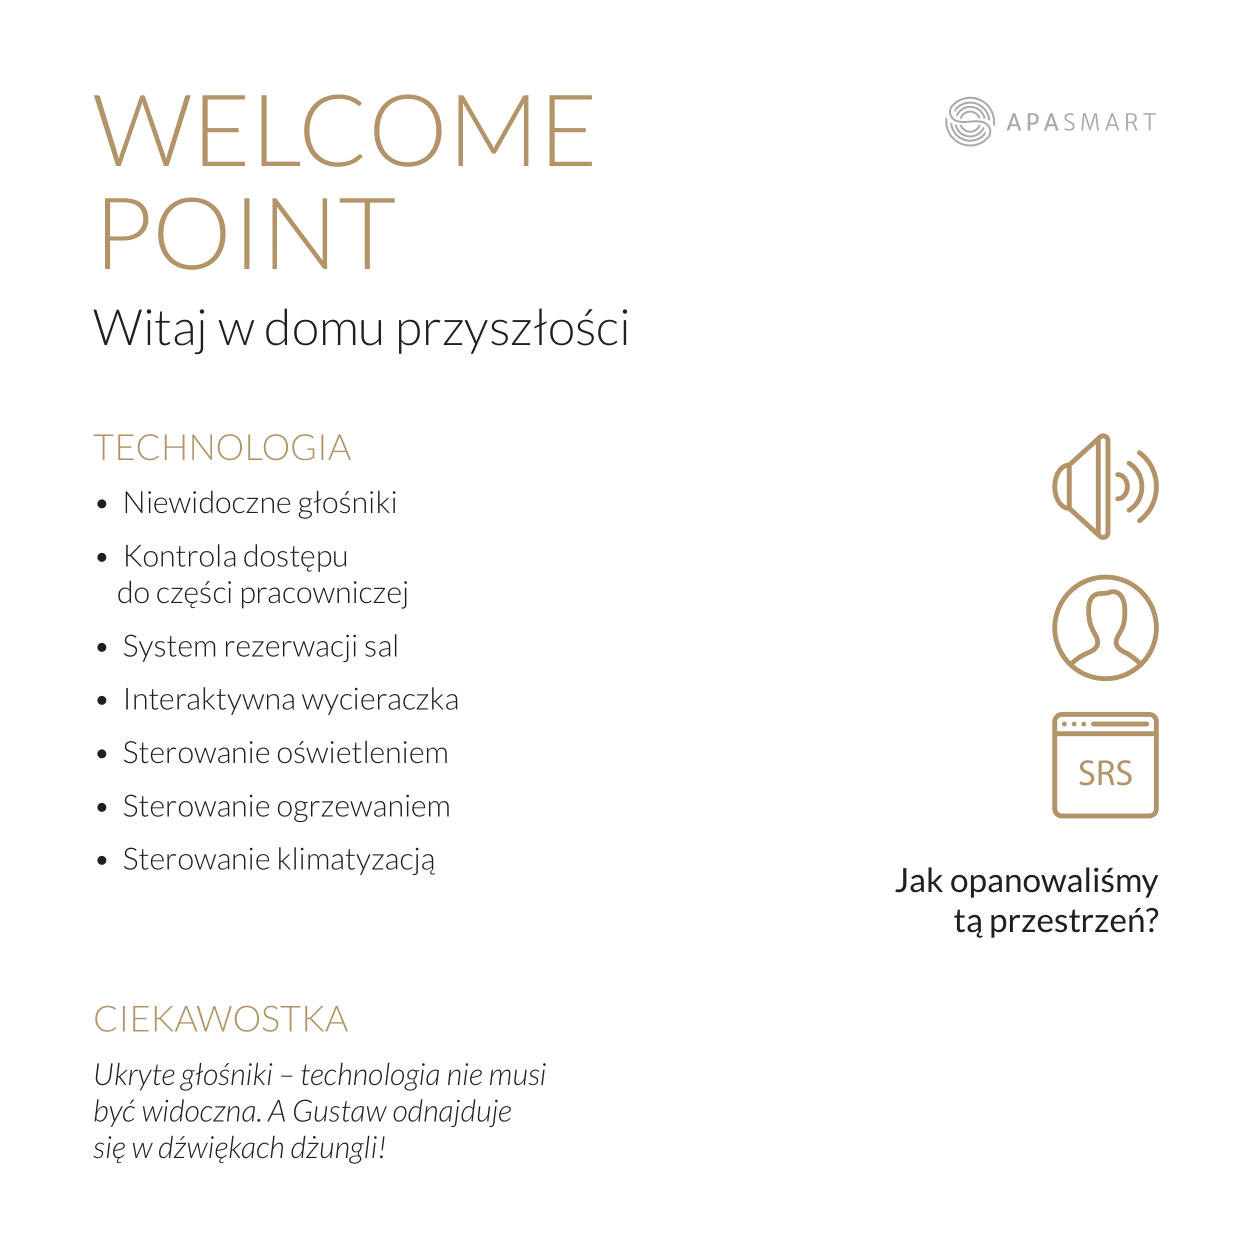 WELCOME
POINT
APASMART
Witaj w domu przyszłości
TECHNOLOGIA
• Niewidoczne głośniki
• Kontrola dostępu
do części pracowniczej
• System rezerwacji sal
• Interaktywna wycieraczka
• Sterowanie oświetleniem
• Sterowanie ogrzewaniem
• Sterowanie klimatyzacją
SRS
Jak opanowaliśmy
tą przestrzeń?
CIEKAWOSTKA
Ukryte głośniki – technologia nie musi
być widoczna. A Gustaw odnajduje
się w dźwiękach dżungli!